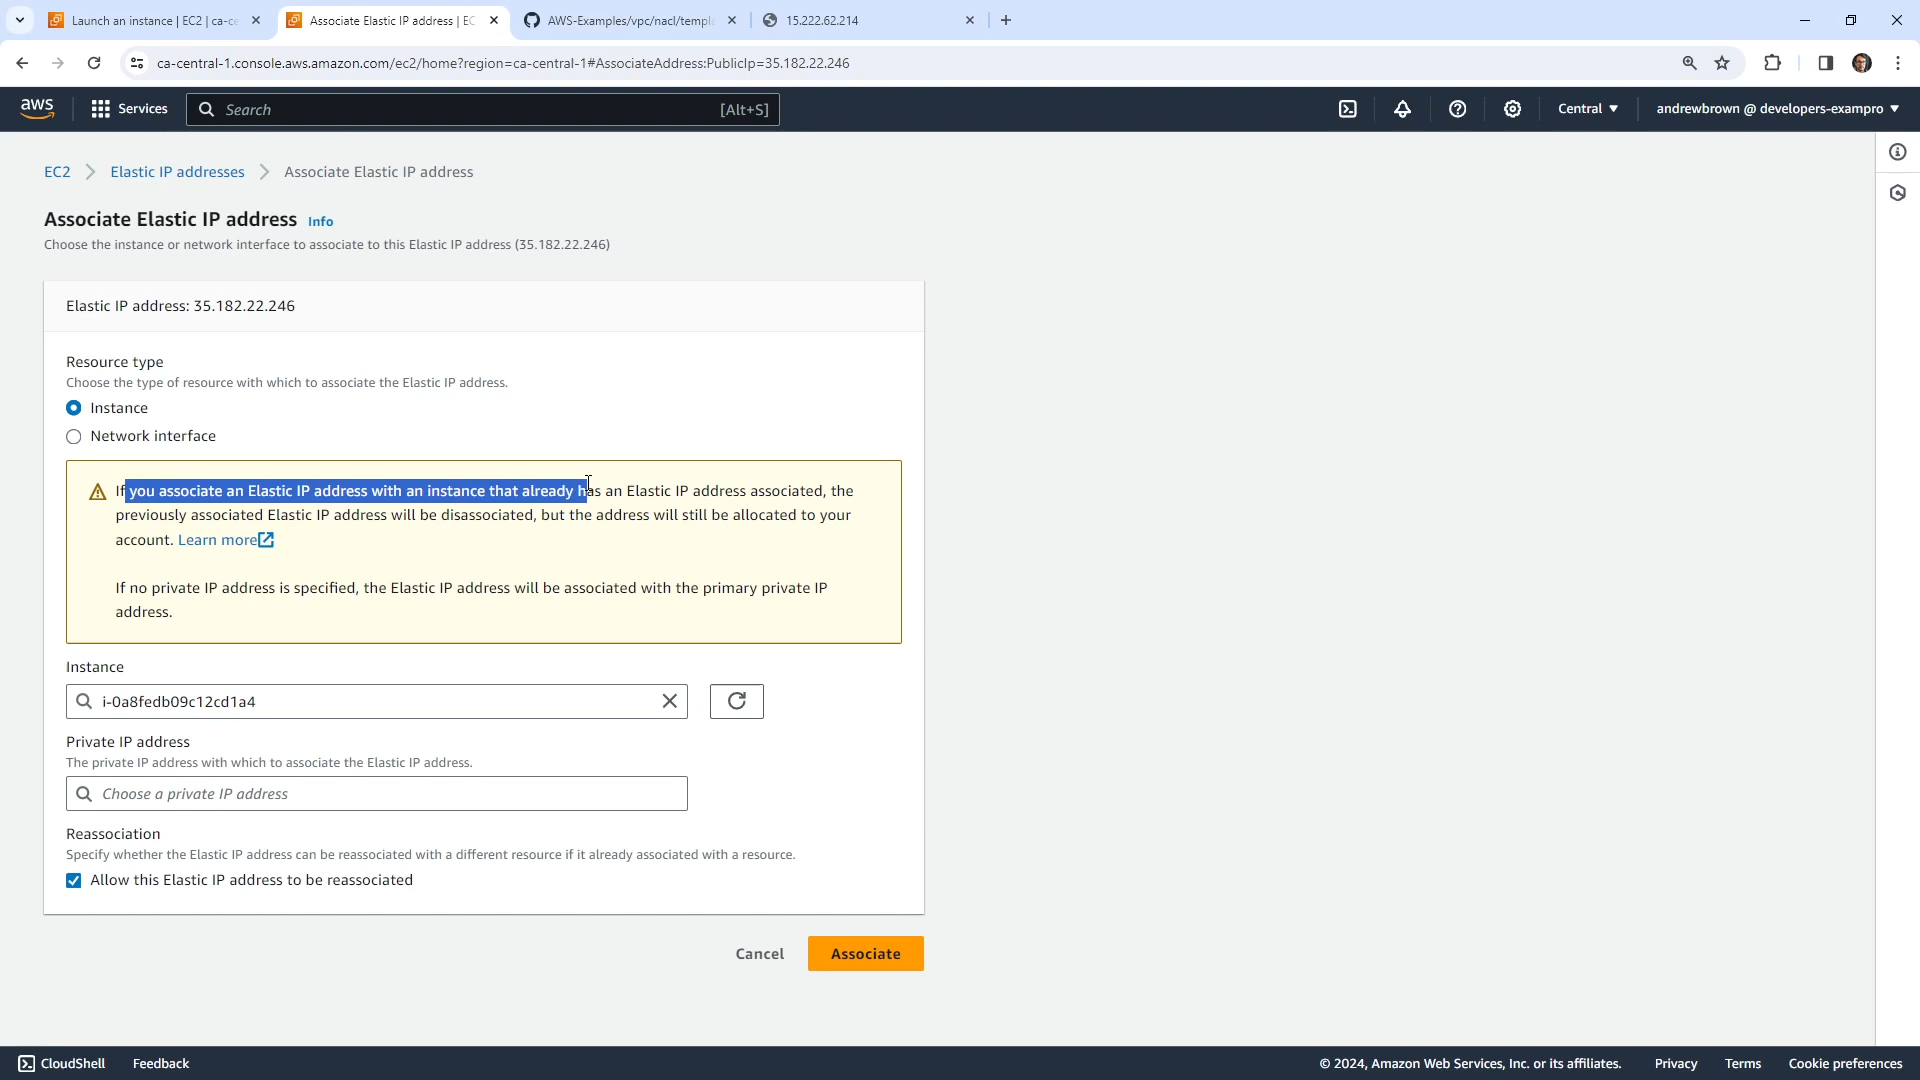 Launch an instance | EC2 | ca-ce
Associate Elastic IP address | EC
AWS-Examples/vpc/nacl/templa
15.222.62.214
ca-central-1.console.aws.amazon.com/ec2/home?region=ca-central-1#AssociateAddress:PublicIp=35.182.22.246
aws
Services
Search
[Alt+S]
Central
andrewbrown @ developers-exampro
EC2
Elastic IP addresses
Associate Elastic IP address
Associate Elastic IP address Info
Choose the instance or network interface to associate to this Elastic IP address (35.182.22.246)
Elastic IP address: 35.182.22.246
Resource type
Choose the type of resource with which to associate the Elastic IP address.
Instance
Network interface
If you associate an Elastic IP address with an instance that already has an Elastic IP address associated, the
previously associated Elastic IP address will be disassociated, but the address will still be allocated to your
account. Learn more
If no private IP address is specified, the Elastic IP address will be associated with the primary private IP
address.
Instance
i-0a8fedb09c12cd1a4
Private IP address
The private IP address with which to associate the Elastic IP address.
Choose a private IP address
Reassociation
Specify whether the Elastic IP address can be reassociated with a different resource if it already associated with a resource.
Allow this Elastic IP address to be reassociated
Cancel
Associate
CloudShell
Feedback
© 2024, Amazon Web Services, Inc. or its affiliates.
Privacy
Terms
Cookie preferences